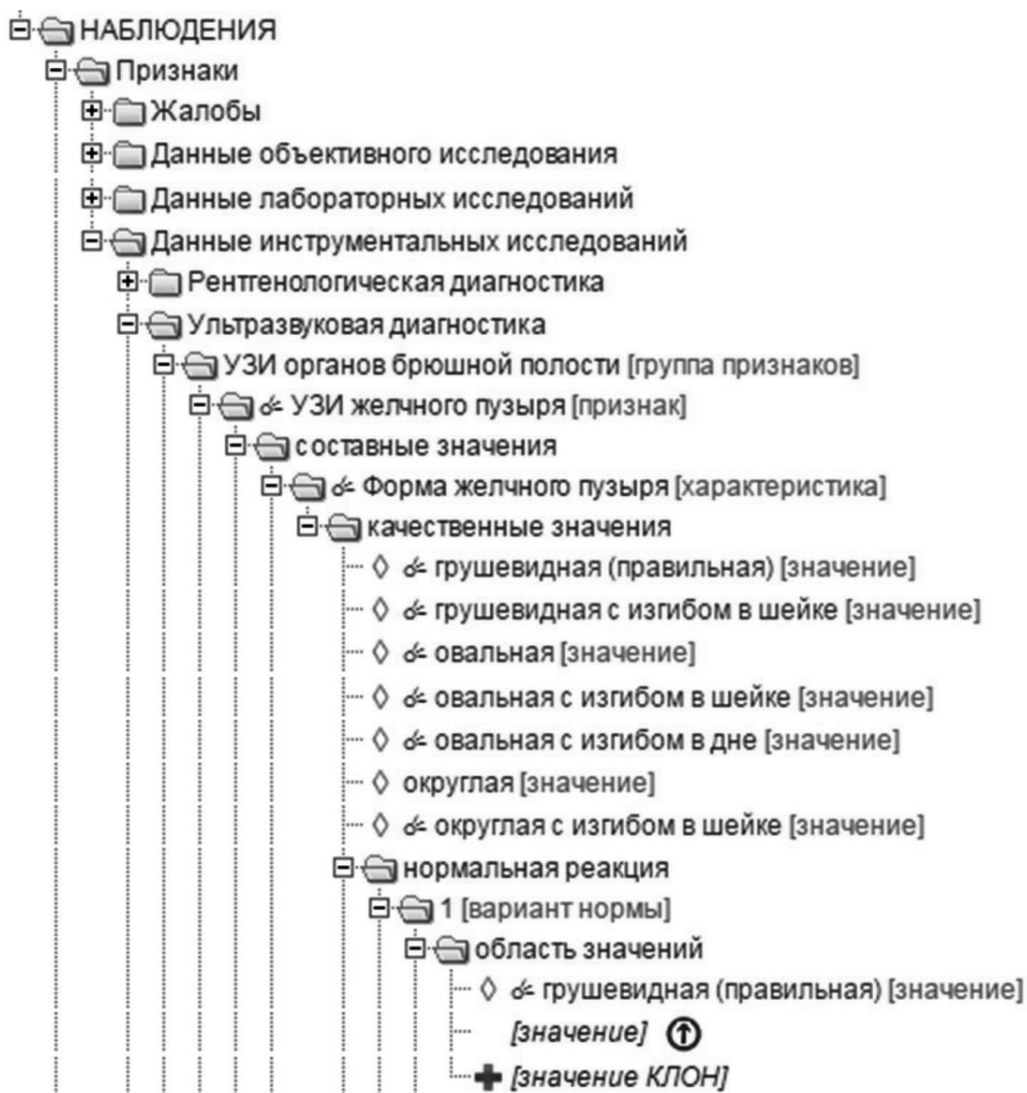 НАБЛЮДЕНИЯ
Признаки
Жалобы
Данные объективного исследования
Данные лабораторных исследований
Данные инструментальных исследований
Рентгенологическая диагностика
Ультразвуковая диагностика
УЗИ органов брюшной полости [группа признаков]
УЗИ желчного пузыря [признак]
составные значения
Форма желчного пузыря [характеристика]
качественные значения
грушевидная (правильная) [значение]
грушевидная с изгибом в шейке [значение]
овальная [значение]
овальная с изгибом в шейке [значение]
овальная с изгибом в дне [значение]
округлая [значение]
округлая с изгибом в шейке [значение]
нормальная реакция
1 [вариант нормы]
область значений
грушевидная (правильная) [значение]
[значение]
[значение КЛОН]